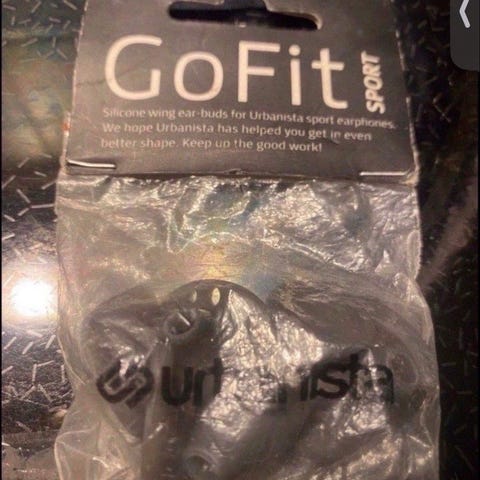 GoFit SPORT
Silicone wing ear-buds for Urbanista sport earphones.
We hope Urbanista has helped you get in even
better shape. Keep up the good work!
urbanista